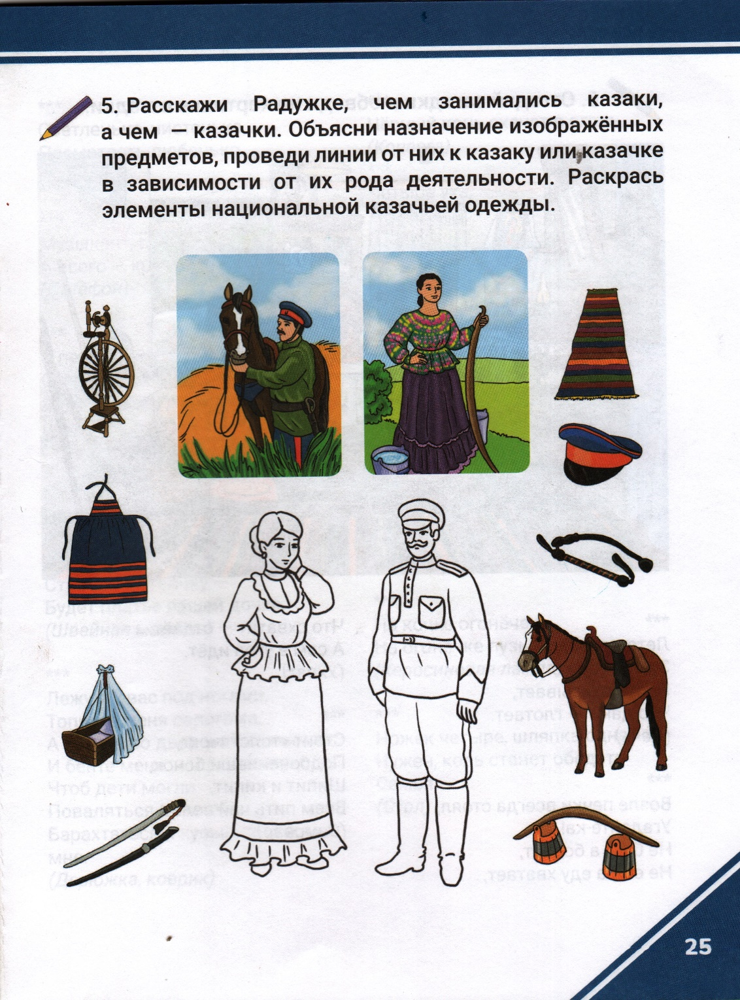 5. Расскажи Радужке, чем занимались казаки,
а чем – казачки. Объясни назначение изображённых
предметов, проведи линии от них к казаку или казачке
в зависимости от их рода деятельности. Раскрась
элементы национальной казачьей одежды.
25